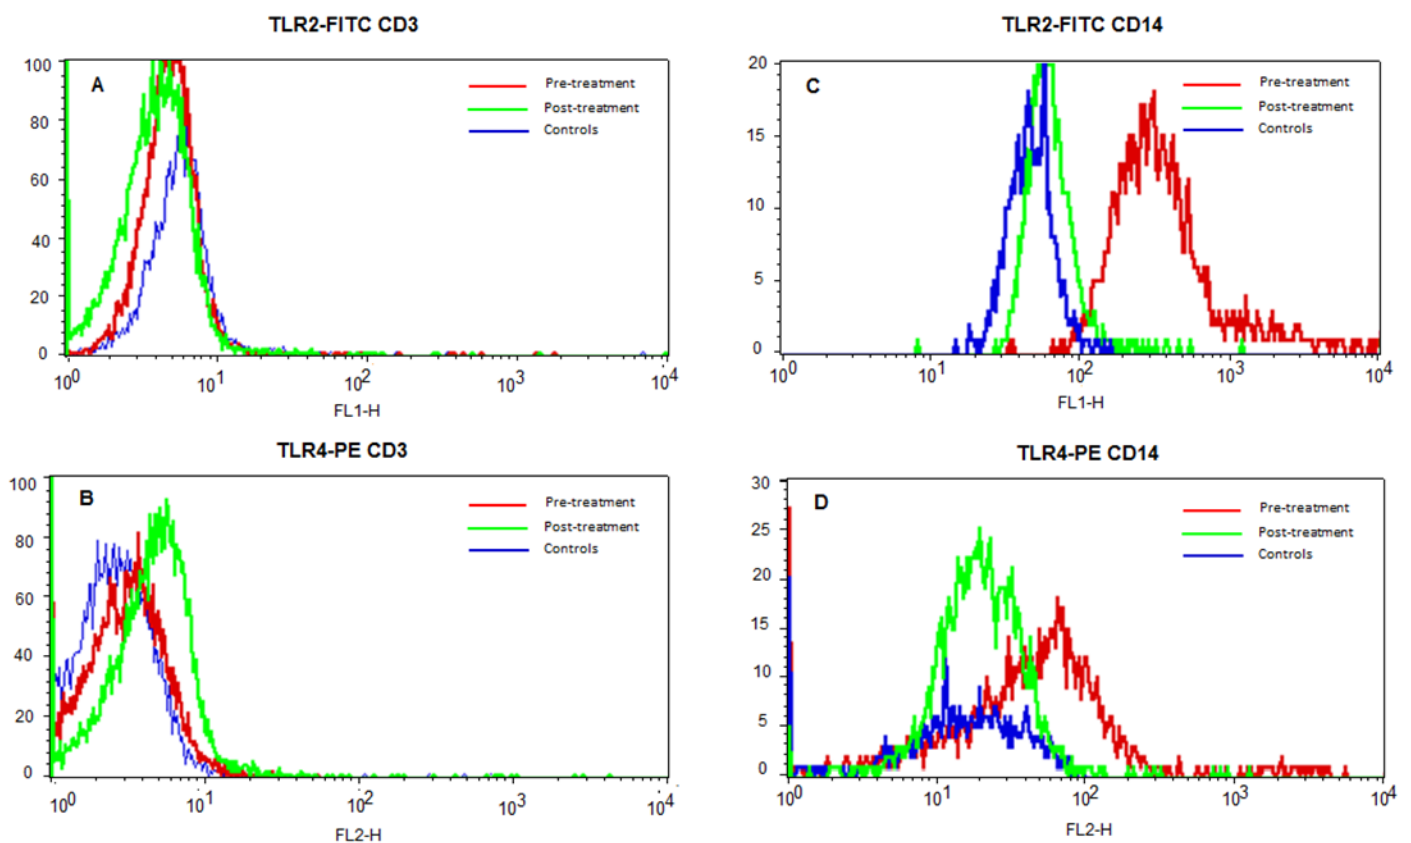 TLR2-FITC CD3
A
Pre-treatment
Post-treatment
Controls
100
80
60
40
20
0
10^0 10^1 10^2 10^3 10^4
FL1-H
TLR2-FITC CD14
C
Pre-treatment
Post-treatment
Controls
20
15
10
5
0
10^0 10^1 10^2 10^3 10^4
FL1-H
TLR4-PE CD3
B
Pre-treatment
Post-treatment
Controls
100
80
60
40
20
0
10^0 10^1 10^2 10^3 10^4
FL2-H
TLR4-PE CD14
D
Pre-treatment
Post-treatment
Controls
30
25
20
15
10
5
0
10^0 10^1 10^2 10^3 10^4
FL2-H